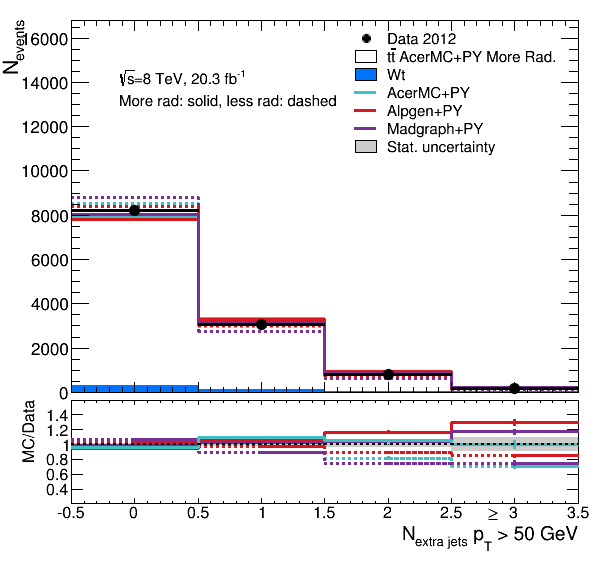 N_events
16000
14000
12000
10000
8000
6000
4000
2000
0
√s=8 TeV, 20.3 fb⁻¹
More rad: solid, less rad: dashed
Data 2012
tt̄ AcerMC+PY More Rad.
Wt
AcerMC+PY
Alpgen+PY
Madgraph+PY
Stat. uncertainty
MC/Data
1.4
1.2
1
0.8
0.6
0.4
-0.5 0 0.5 1 1.5 2 2.5 ≥ 3 3.5
N_extra jets p_T > 50 GeV